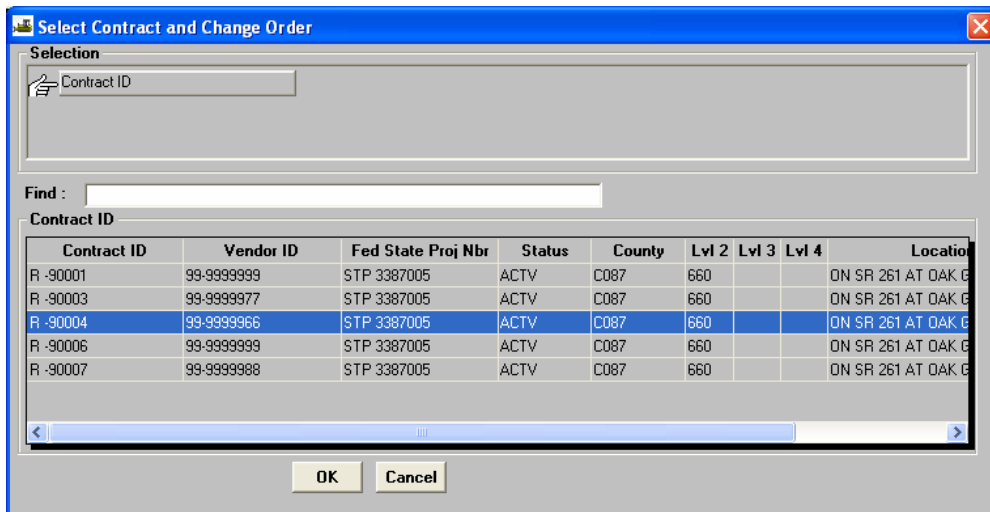 Select Contract and Change Order
Selection
Contract ID
Find :
Contract ID
Contract ID Vendor ID Fed State Proj Nbr Status County Lvl 2 Lvl 3 Lvl 4 Location
R -90001 99-9999999 STP 3387005 ACTV C087 660 ON SR 261 AT OAK G
R -90003 99-9999977 STP 3387005 ACTV C087 660 ON SR 261 AT OAK G
R -90004 99-9999966 STP 3387005 ACTV C087 660 ON SR 261 AT OAK G
R -90006 99-9999999 STP 3387005 ACTV C087 660 ON SR 261 AT OAK G
R -90007 99-9999988 STP 3387005 ACTV C087 660 ON SR 261 AT OAK G
OK Cancel